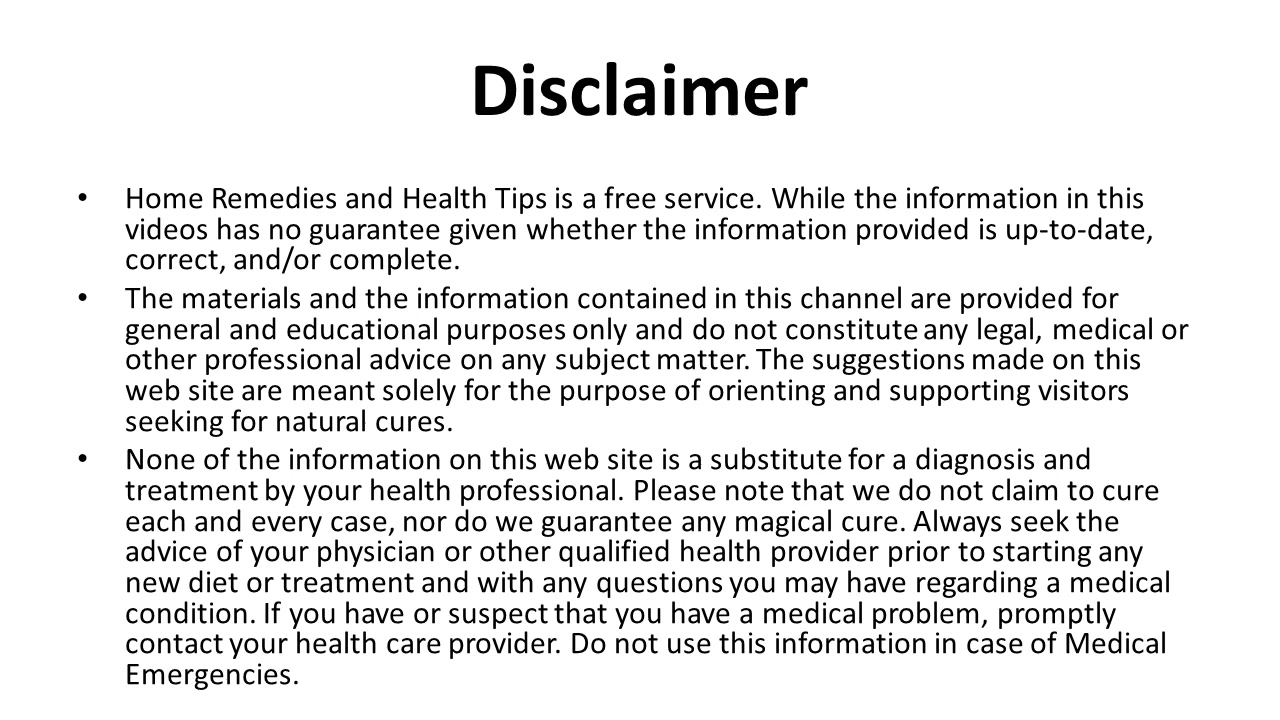 Disclaimer
• Home Remedies and Health Tips is a free service. While the information in this
videos has no guarantee given whether the information provided is up-to-date,
correct, and/or complete.
• The materials and the information contained in this channel are provided for
general and educational purposes only and do not constitute any legal, medical or
other professional advice on any subject matter. The suggestions made on this
web site are meant solely for the purpose of orienting and supporting visitors
seeking for natural cures.
• None of the information on this web site is a substitute for a diagnosis and
treatment by your health professional. Please note that we do not claim to cure
each and every case, nor do we guarantee any magical cure. Always seek the
advice of your physician or other qualified health provider prior to starting any
new diet or treatment and with any questions you may have regarding a medical
condition. If you have or suspect that you have a medical problem, promptly
contact your health care provider. Do not use this information in case of Medical
Emergencies.